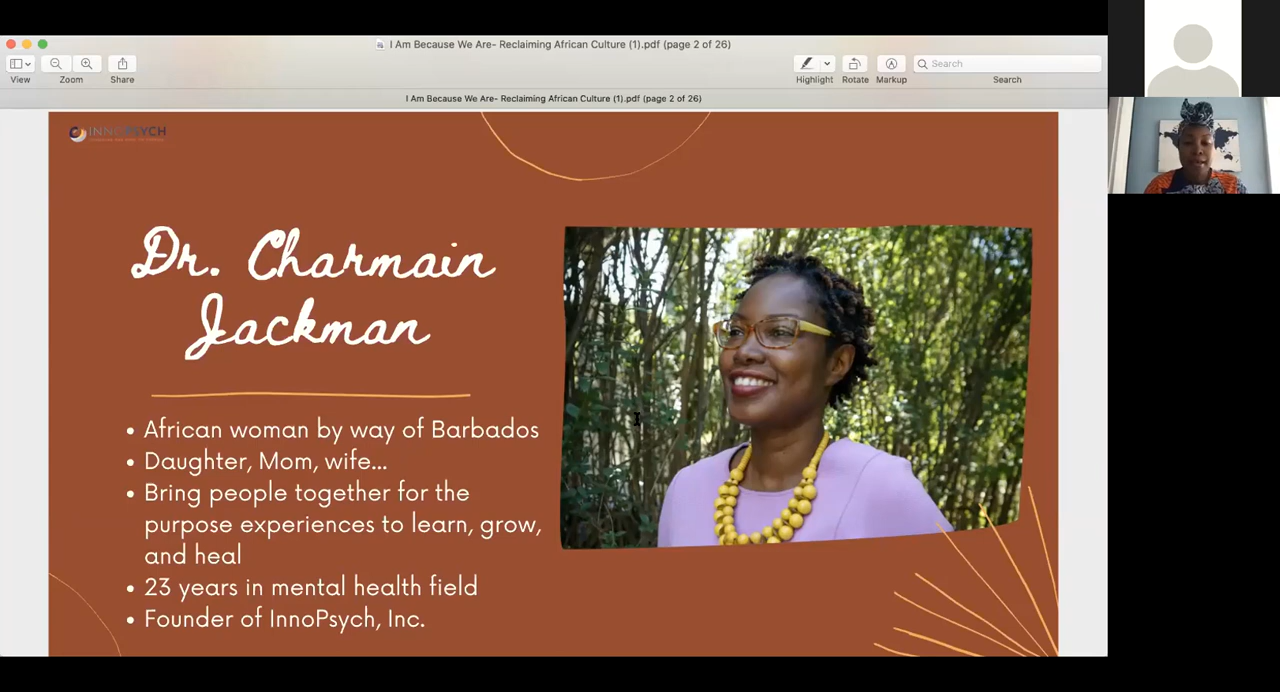 I Am Because We Are- Reclaiming African Culture (1).pdf (page 2 of 26)
View
Zoom
Share
Highlight
Rotate
Markup
Search
Search
I Am Because We Are- Reclaiming African Culture (1).pdf (page 2 of 26)
INNOPSYCH
Dr. Charmain
Jackman
• African woman by way of Barbados
• Daughter, Mom, wife...
• Bring people together for the
purpose experiences to learn, grow,
and heal
• 23 years in mental health field
• Founder of InnoPsych, Inc.